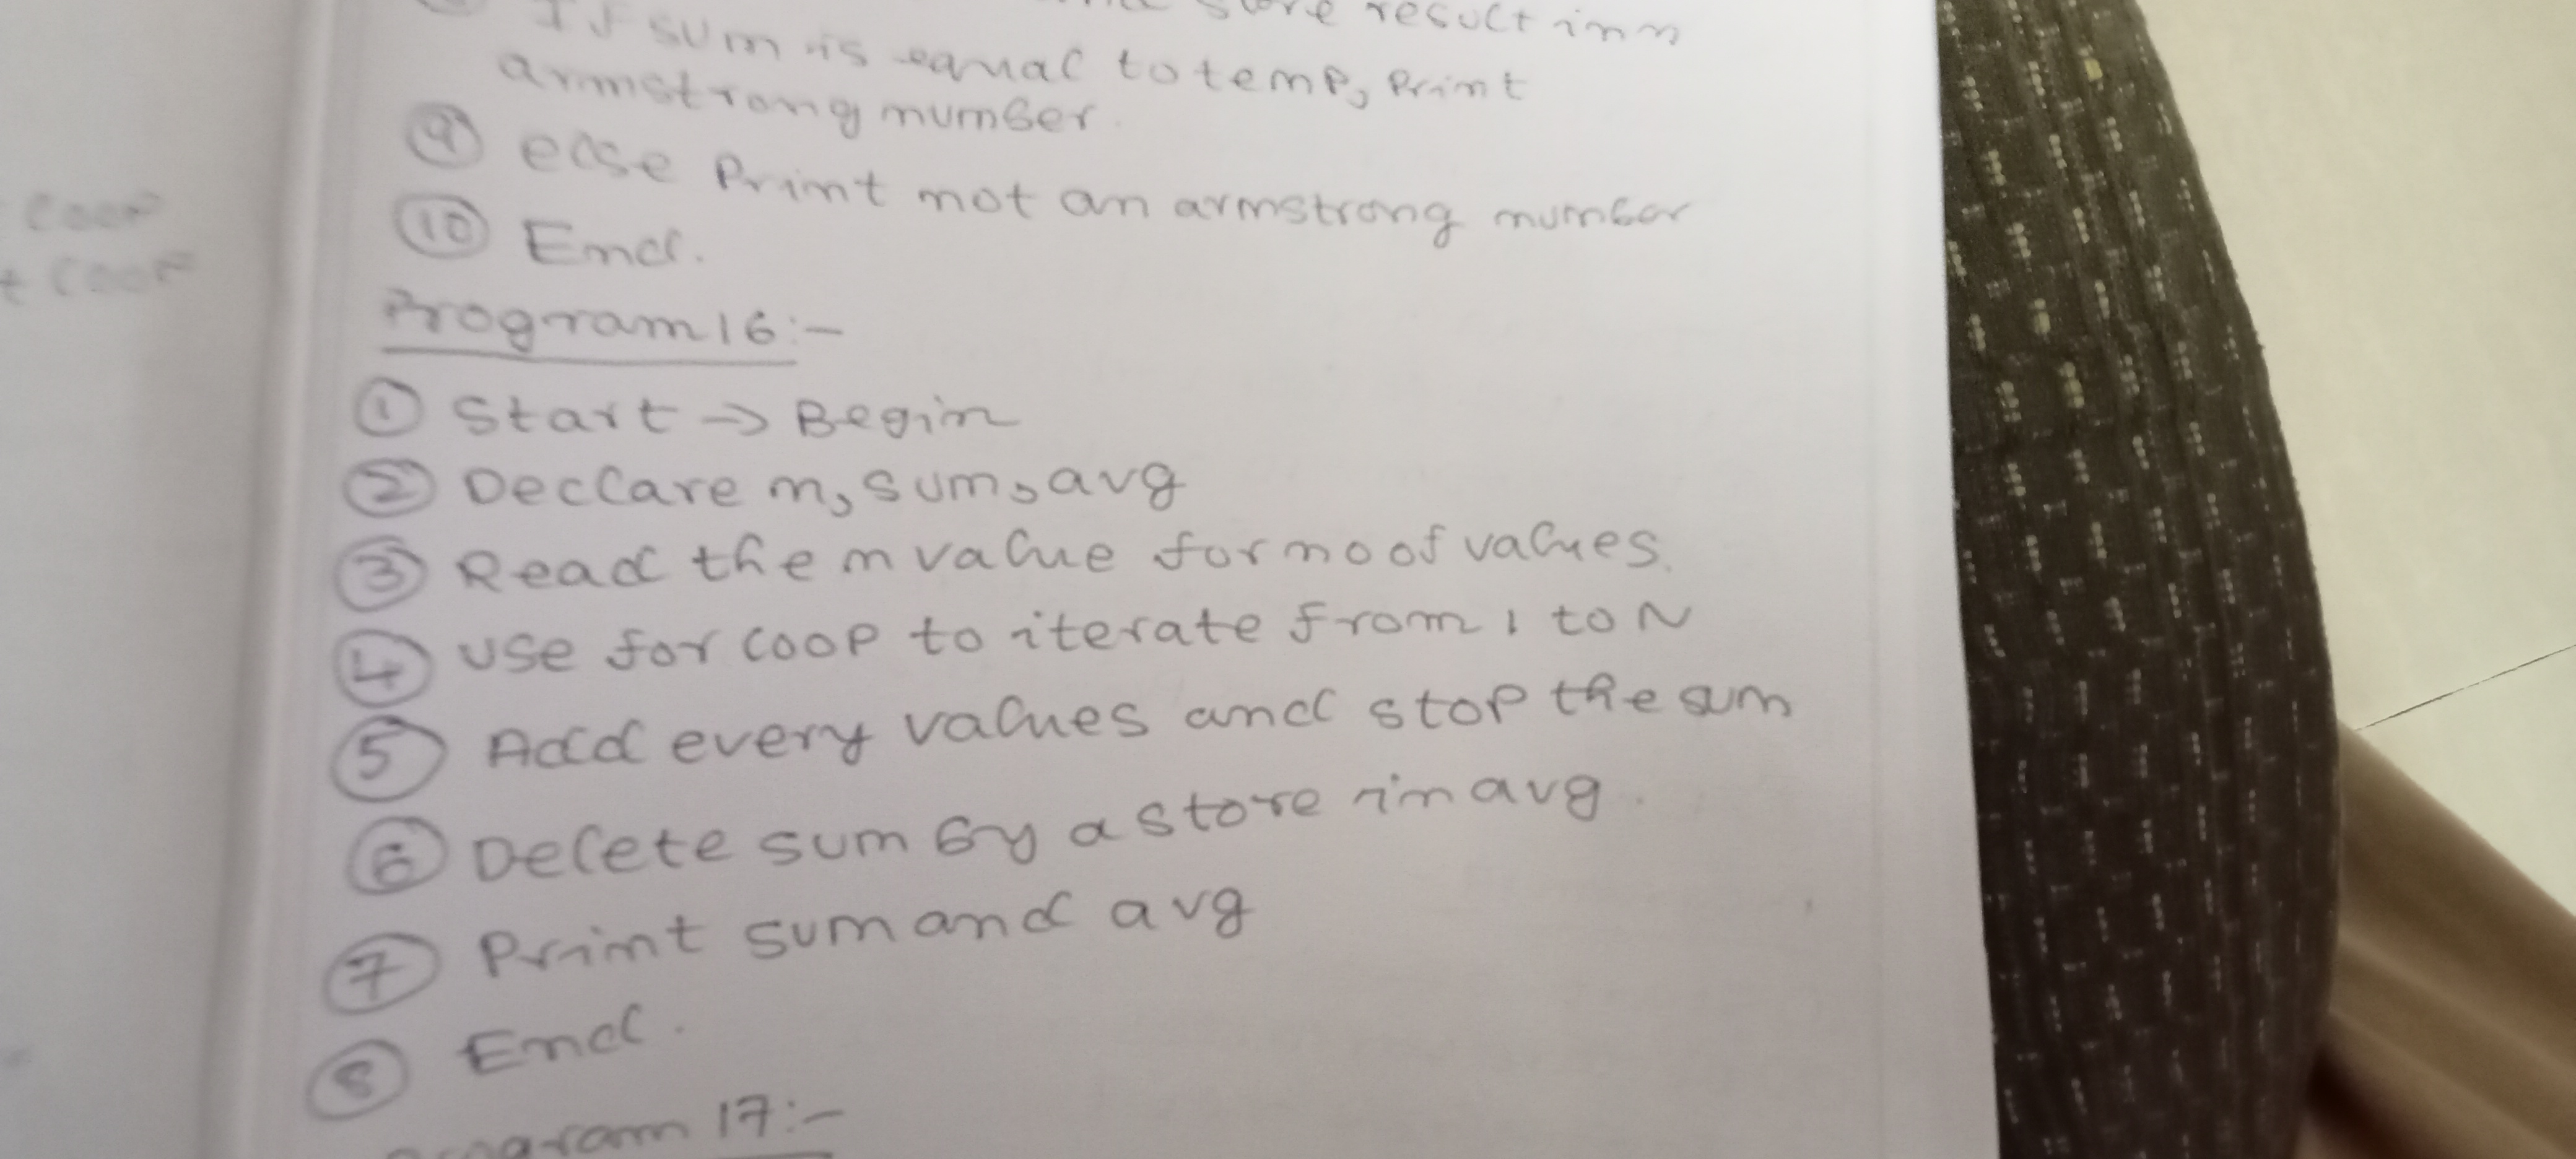 store result in n
If sum is equal to temp, Print
armstrong number.
⑨ else Print not an armstrong number
⑩ End.
Program 16:-
① Start → Begin
② Declare n, sum, avg
③ Read the n value for no of values.
④ use for loop to iterate from 1 to N
⑤ Add every values and stop the sum
⑥ Delete sum by a store in avg.
⑦ Print sum and avg
⑧ End.
Program 17:-
loop
t loop